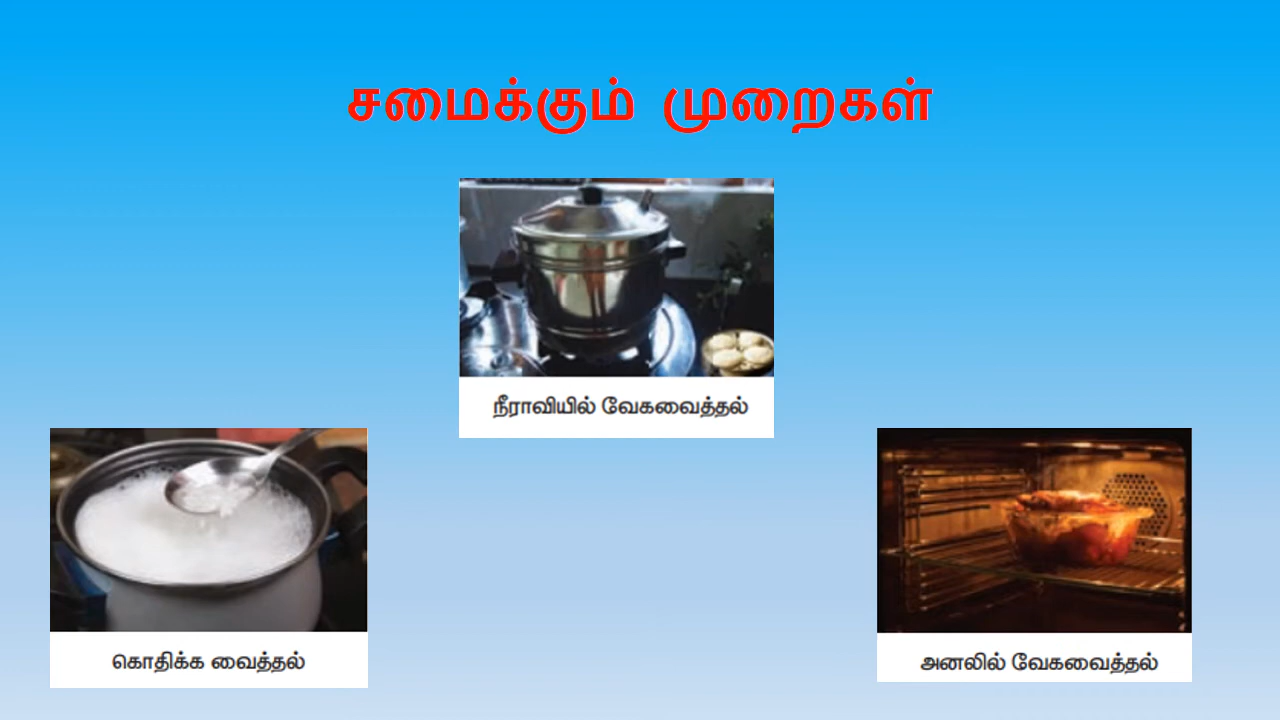 சமைக்கும் முறைகள்
நீராவியில் வேகவைத்தல்
கொதிக்க வைத்தல்
அனலில் வேகவைத்தல்